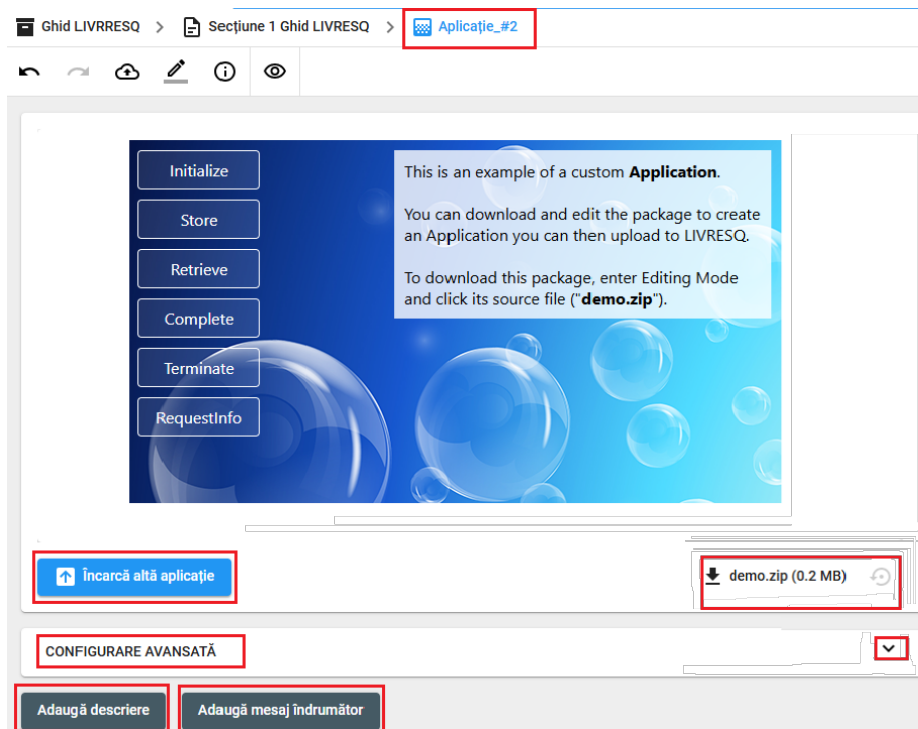 Ghid LIVRRESQ > Secțiune 1 Ghid LIVRESQ > Aplicație_#2
Initialize
Store
Retrieve
Complete
Terminate
RequestInfo
This is an example of a custom Application.
You can download and edit the package to create
an Application you can then upload to LIVRESQ.
To download this package, enter Editing Mode
and click its source file ("demo.zip").
Încarcă altă aplicație
demo.zip (0.2 MB)
CONFIGURARE AVANSATĂ
Adaugă descriere
Adaugă mesaj îndrumător